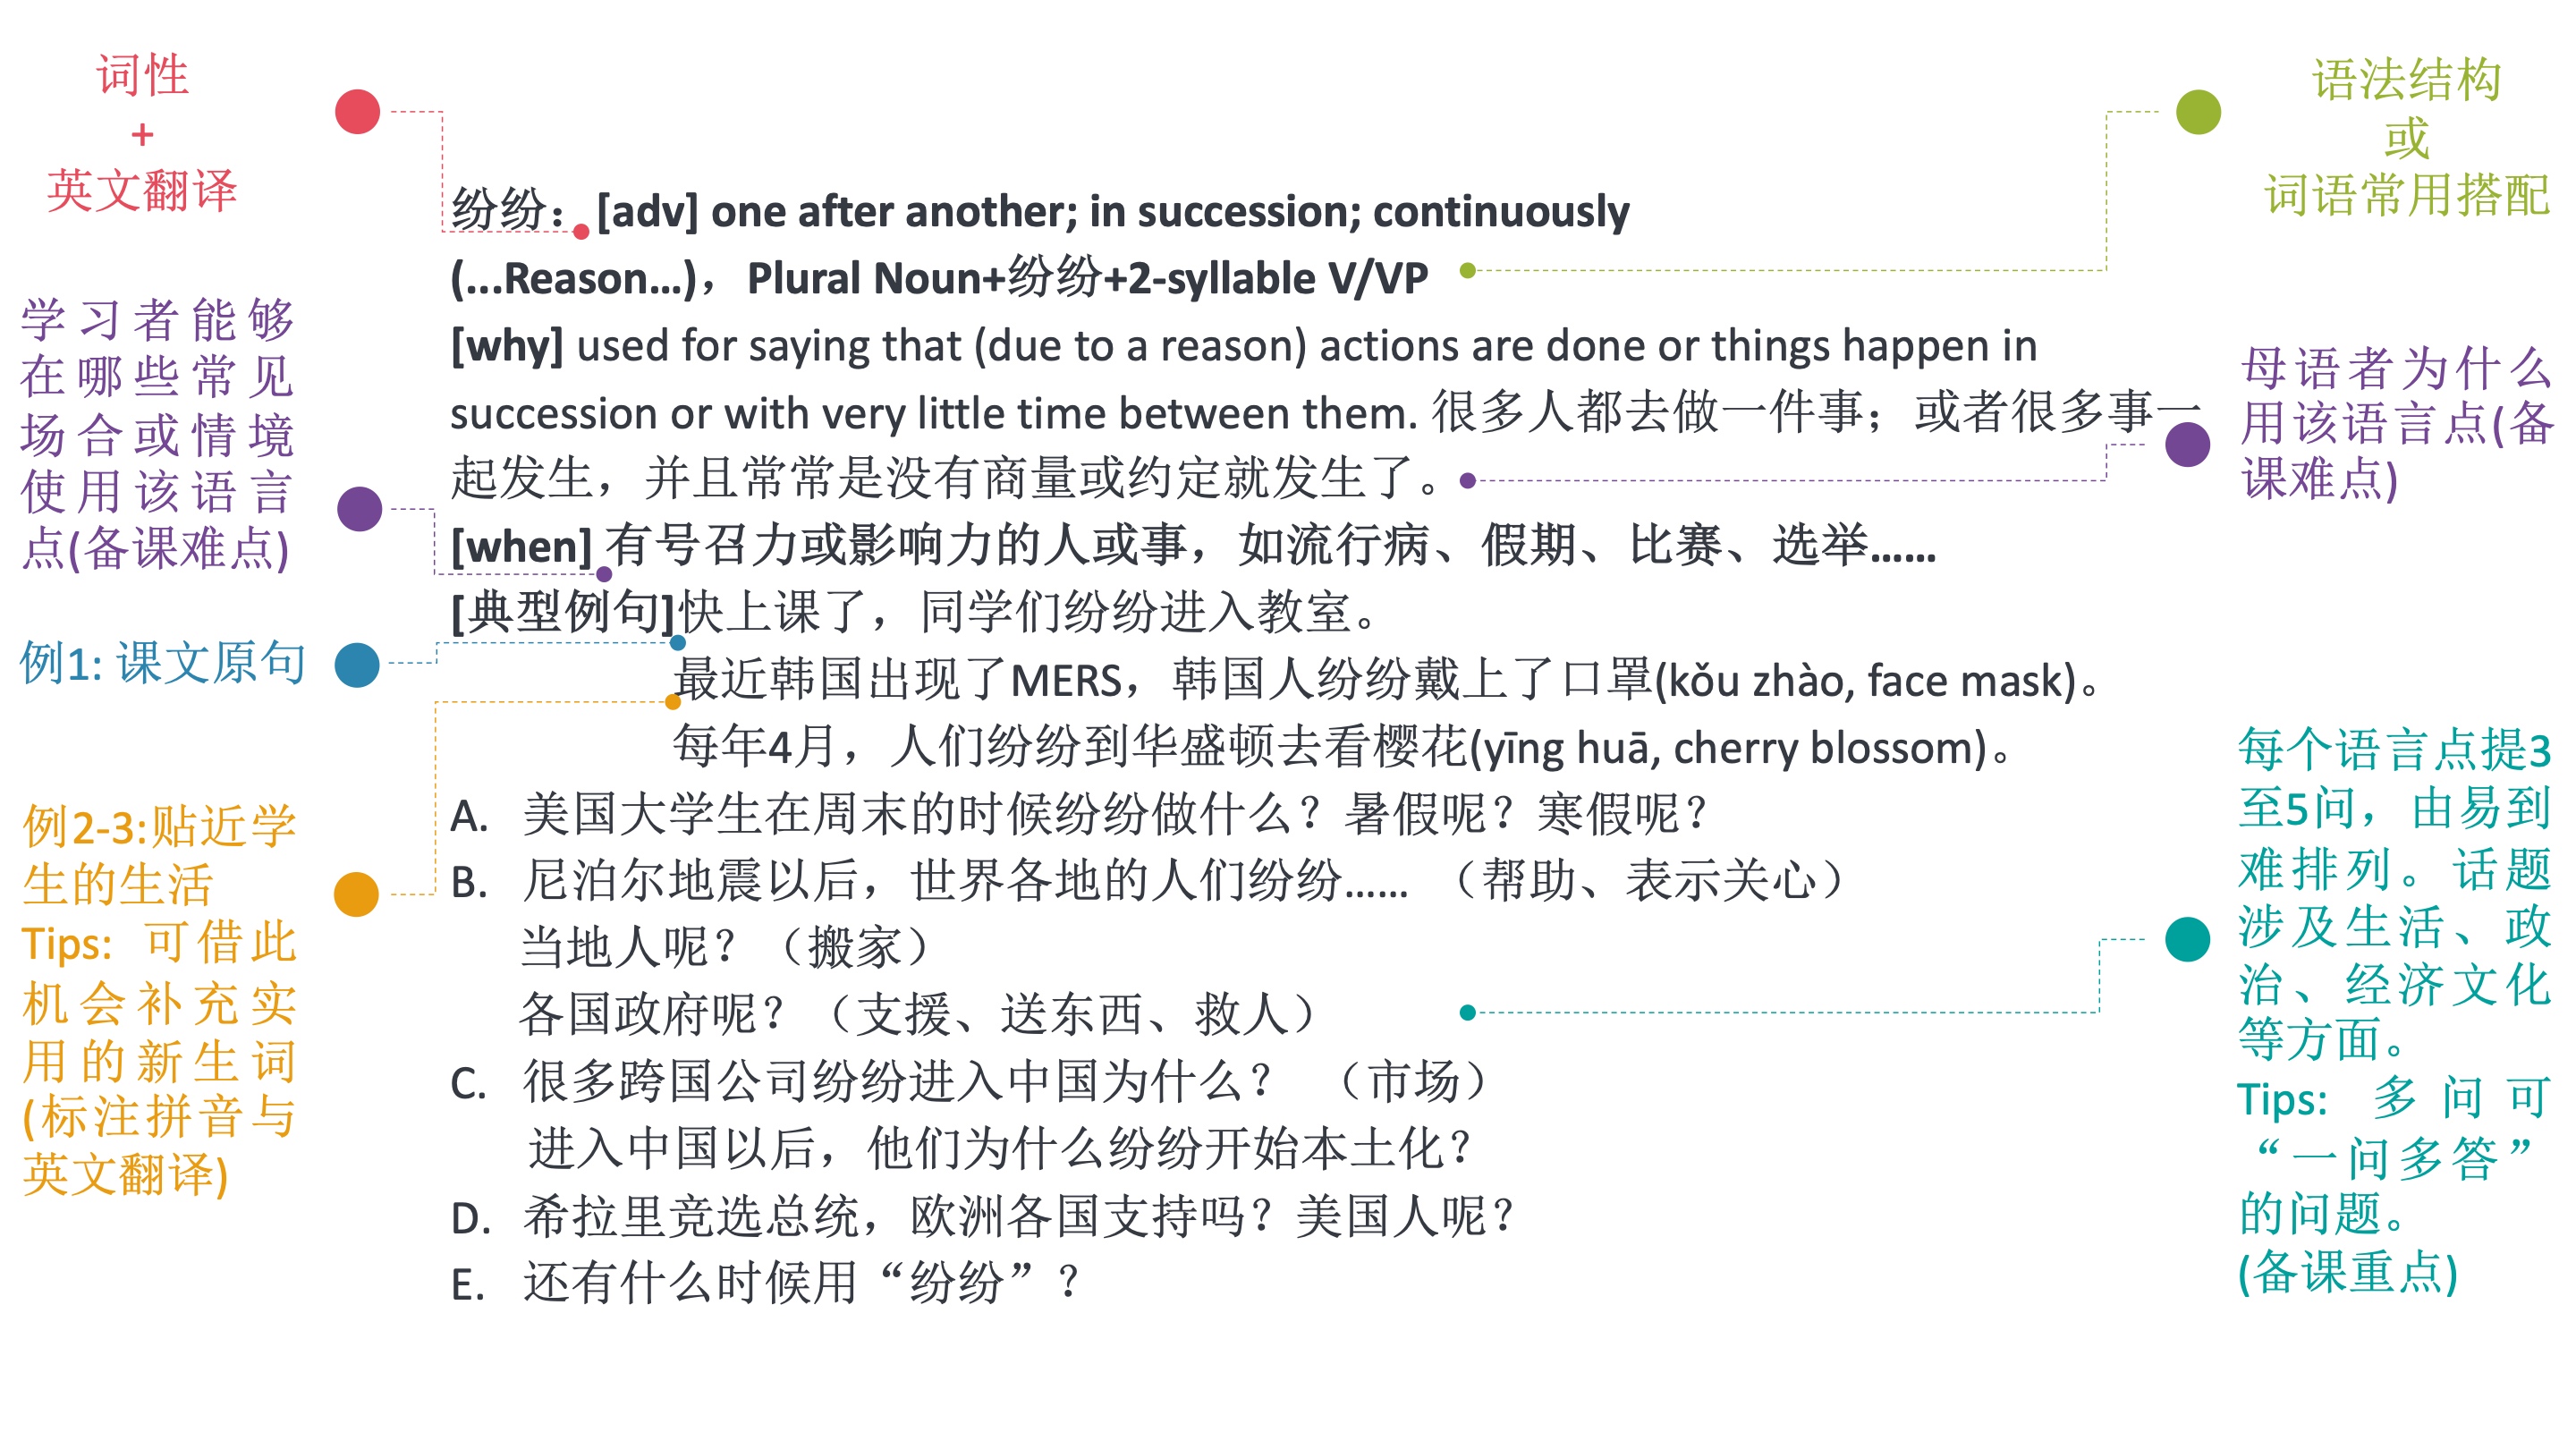 词性
+
英文翻译
学习者能够
在哪些常见
场合或情境
使用该语言
点(备课难点)
例1: 课文原句
例2-3:贴近学
生的生活
Tips: 可借此
机会补充实
用的新生词
(标注拼音与
英文翻译)
纷纷：[adv] one after another; in succession; continuously
(...Reason...)，Plural Noun+纷纷+2-syllable V/VP
[why] used for saying that (due to a reason) actions are done or things happen in
succession or with very little time between them. 很多人都去做一件事；或者很多事一
起发生，并且常常是没有商量或约定就发生了。
[when] 有号召力或影响力的人或事，如流行病、假期、比赛、选举......
[典型例句]快上课了，同学们纷纷进入教室。
最近韩国出现了MERS，韩国人纷纷戴上了口罩(kǒu zhào, face mask)。
每年4月，人们纷纷到华盛顿去看樱花(yīng huā, cherry blossom)。
A. 美国大学生在周末的时候纷纷做什么？暑假呢？寒假呢？
B. 尼泊尔地震以后，世界各地的人们纷纷...... （帮助、表示关心）
当地人呢？（搬家）
各国政府呢？（支援、送东西、救人）
C. 很多跨国公司纷纷进入中国为什么？ （市场）
进入中国以后，他们为什么纷纷开始本土化？
D. 希拉里竞选总统，欧洲各国支持吗？美国人呢？
E. 还有什么时候用“纷纷”？
语法结构
或
词语常用搭配
母语者为什么
用该语言点(备
课难点)
每个语言点提3
至5问，由易到
难排列。话题
涉及生活、政
治、经济文化
等方面。
Tips: 多问可
“一问多答”
的问题。
(备课重点)